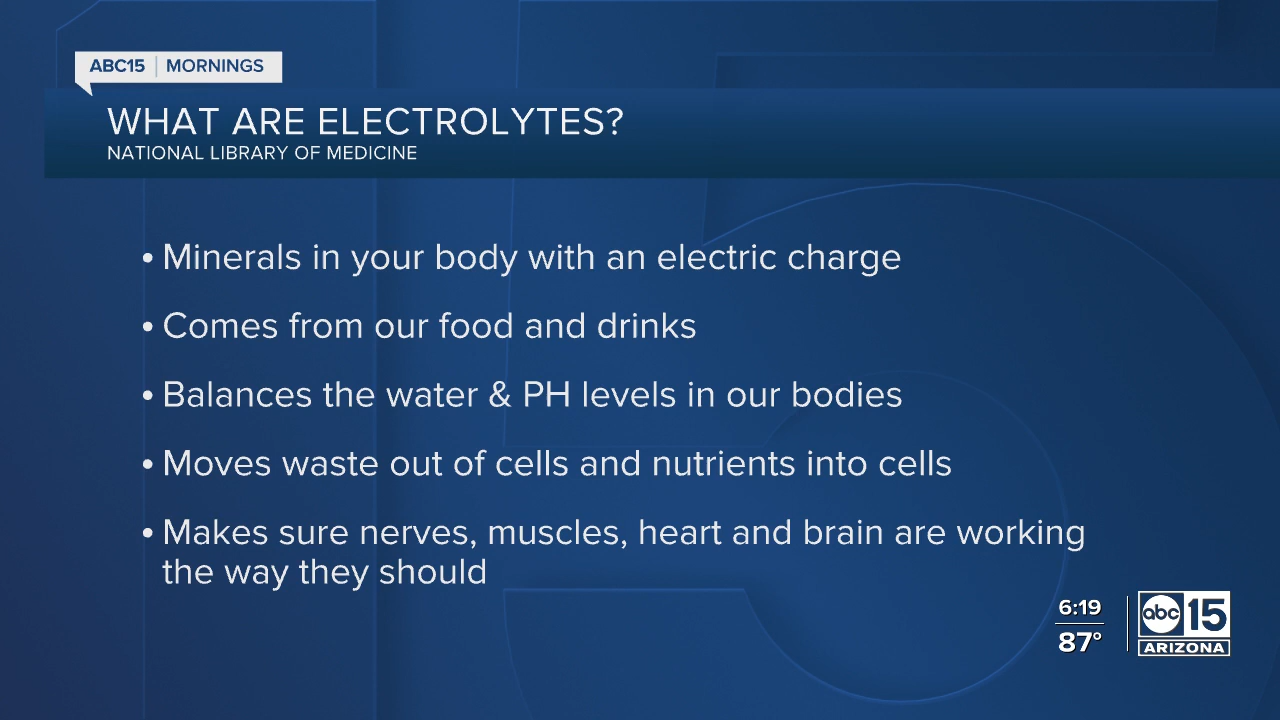 ABC15 | MORNINGS
WHAT ARE ELECTROLYTES?
NATIONAL LIBRARY OF MEDICINE
• Minerals in your body with an electric charge
• Comes from our food and drinks
• Balances the water & PH levels in our bodies
• Moves waste out of cells and nutrients into cells
• Makes sure nerves, muscles, heart and brain are working
the way they should
6:19
87°
abc 15
ARIZONA